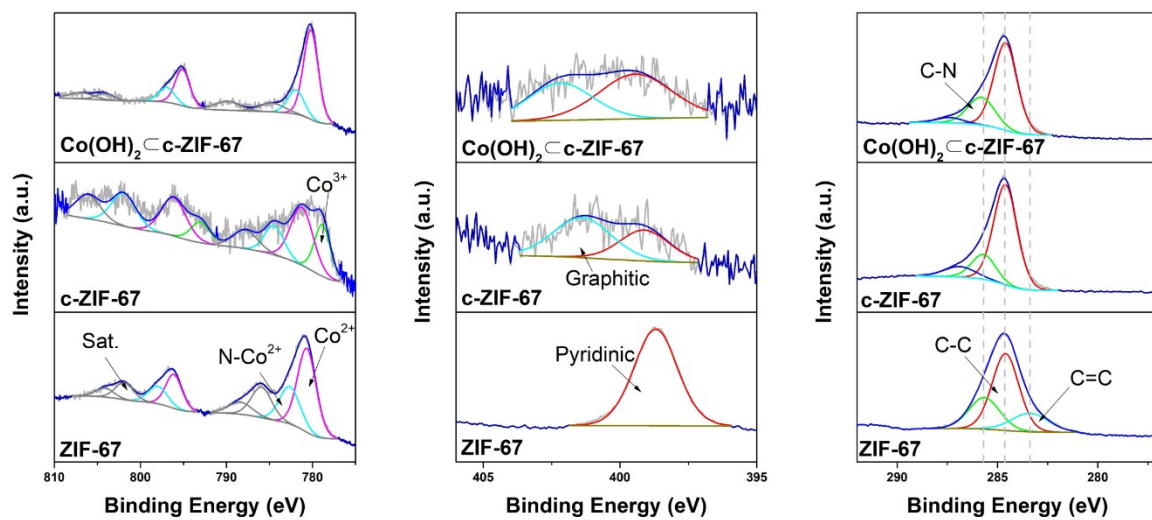 Intensity (a.u.)
Co(OH)₂⊂c-ZIF-67
Co³⁺
c-ZIF-67
Sat.
N-Co²⁺
Co²⁺
ZIF-67
810 800 790 780
Binding Energy (eV)
Intensity (a.u.)
Co(OH)₂⊂c-ZIF-67
Graphitic
c-ZIF-67
Pyridinic
ZIF-67
405 400 395
Binding Energy (eV)
Intensity (a.u.)
C-N
Co(OH)₂⊂c-ZIF-67
c-ZIF-67
C-C
C=C
ZIF-67
290 285 280
Binding Energy (eV)